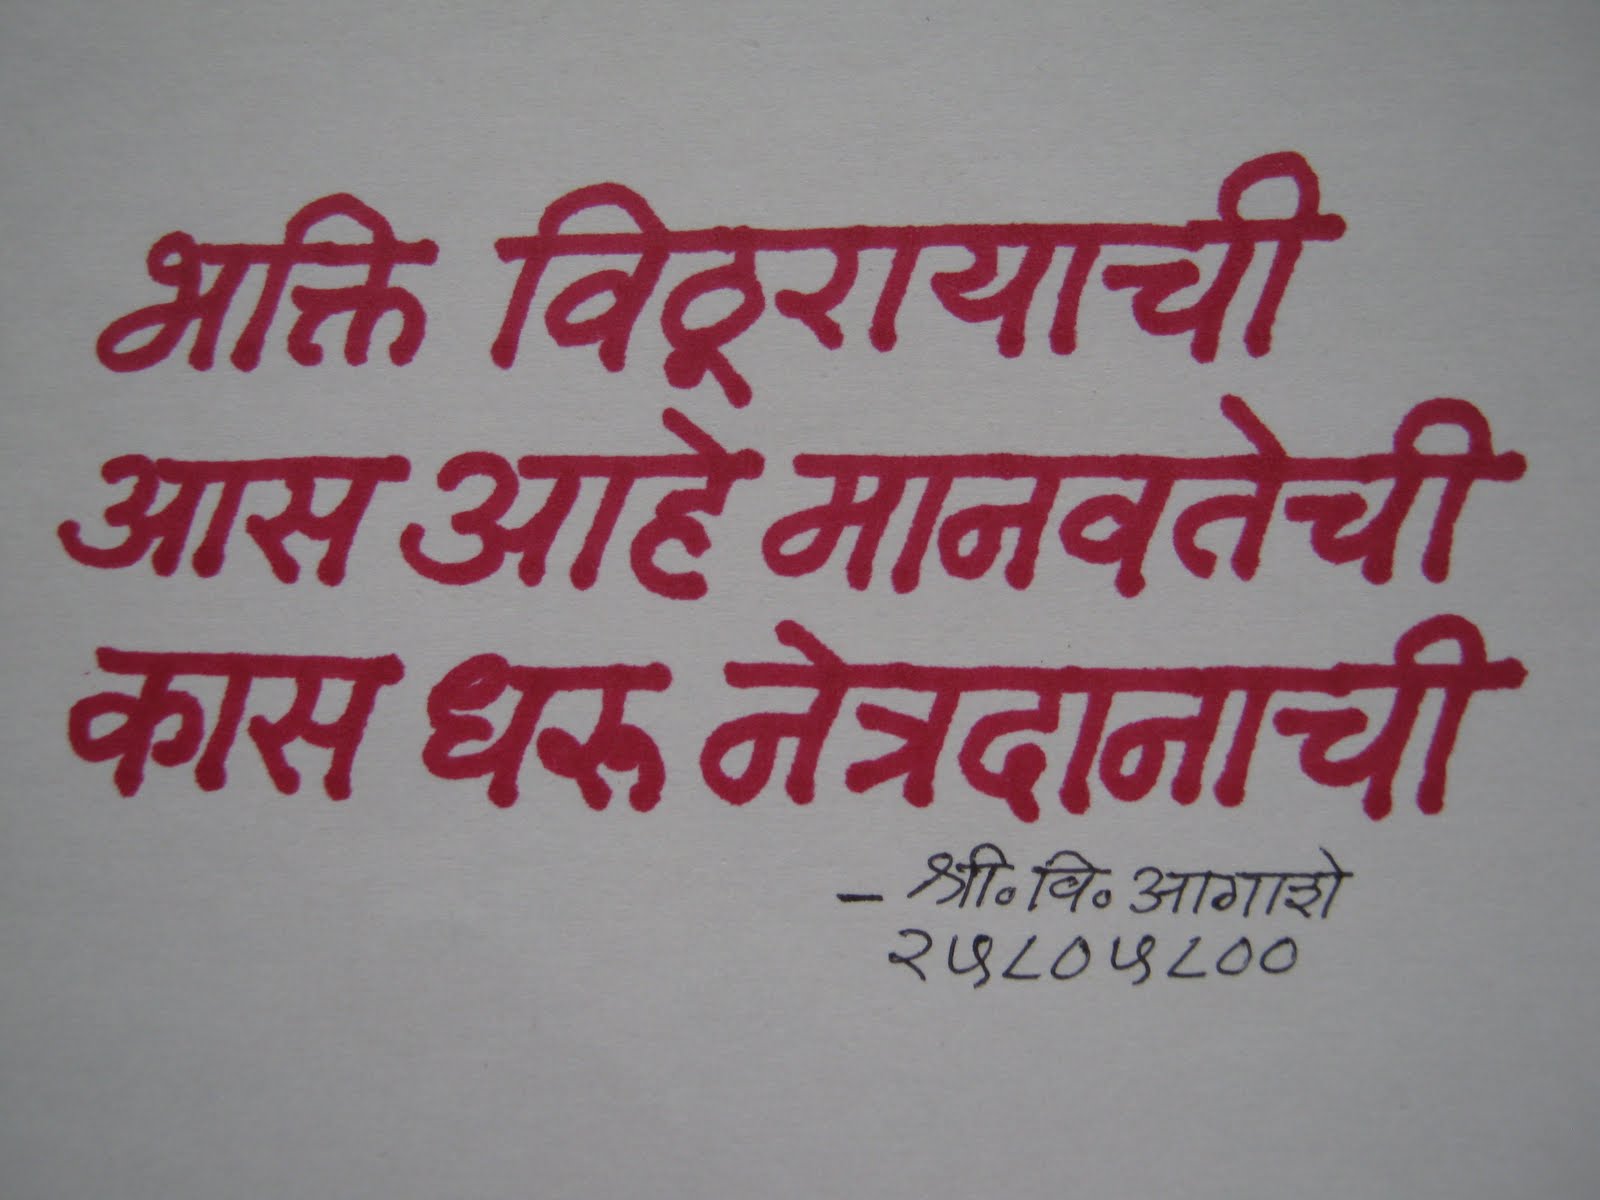 भक्ति विठूरायाची
आस आहे मानवतेची
कास धरू नेत्रदानाची
- श्री. वि. आगाशे
२५८०५८००